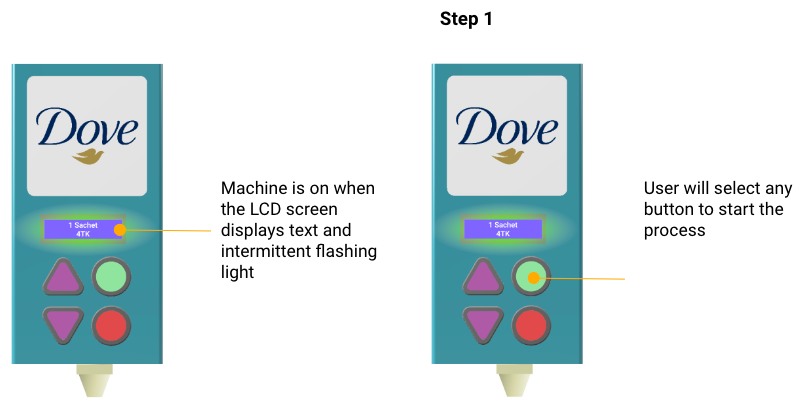 Step 1
Dove
1 Sachet
4TK
Machine is on when
the LCD screen
displays text and
intermittent flashing
light
Dove
1 Sachet
4TK
User will select any
button to start the
process